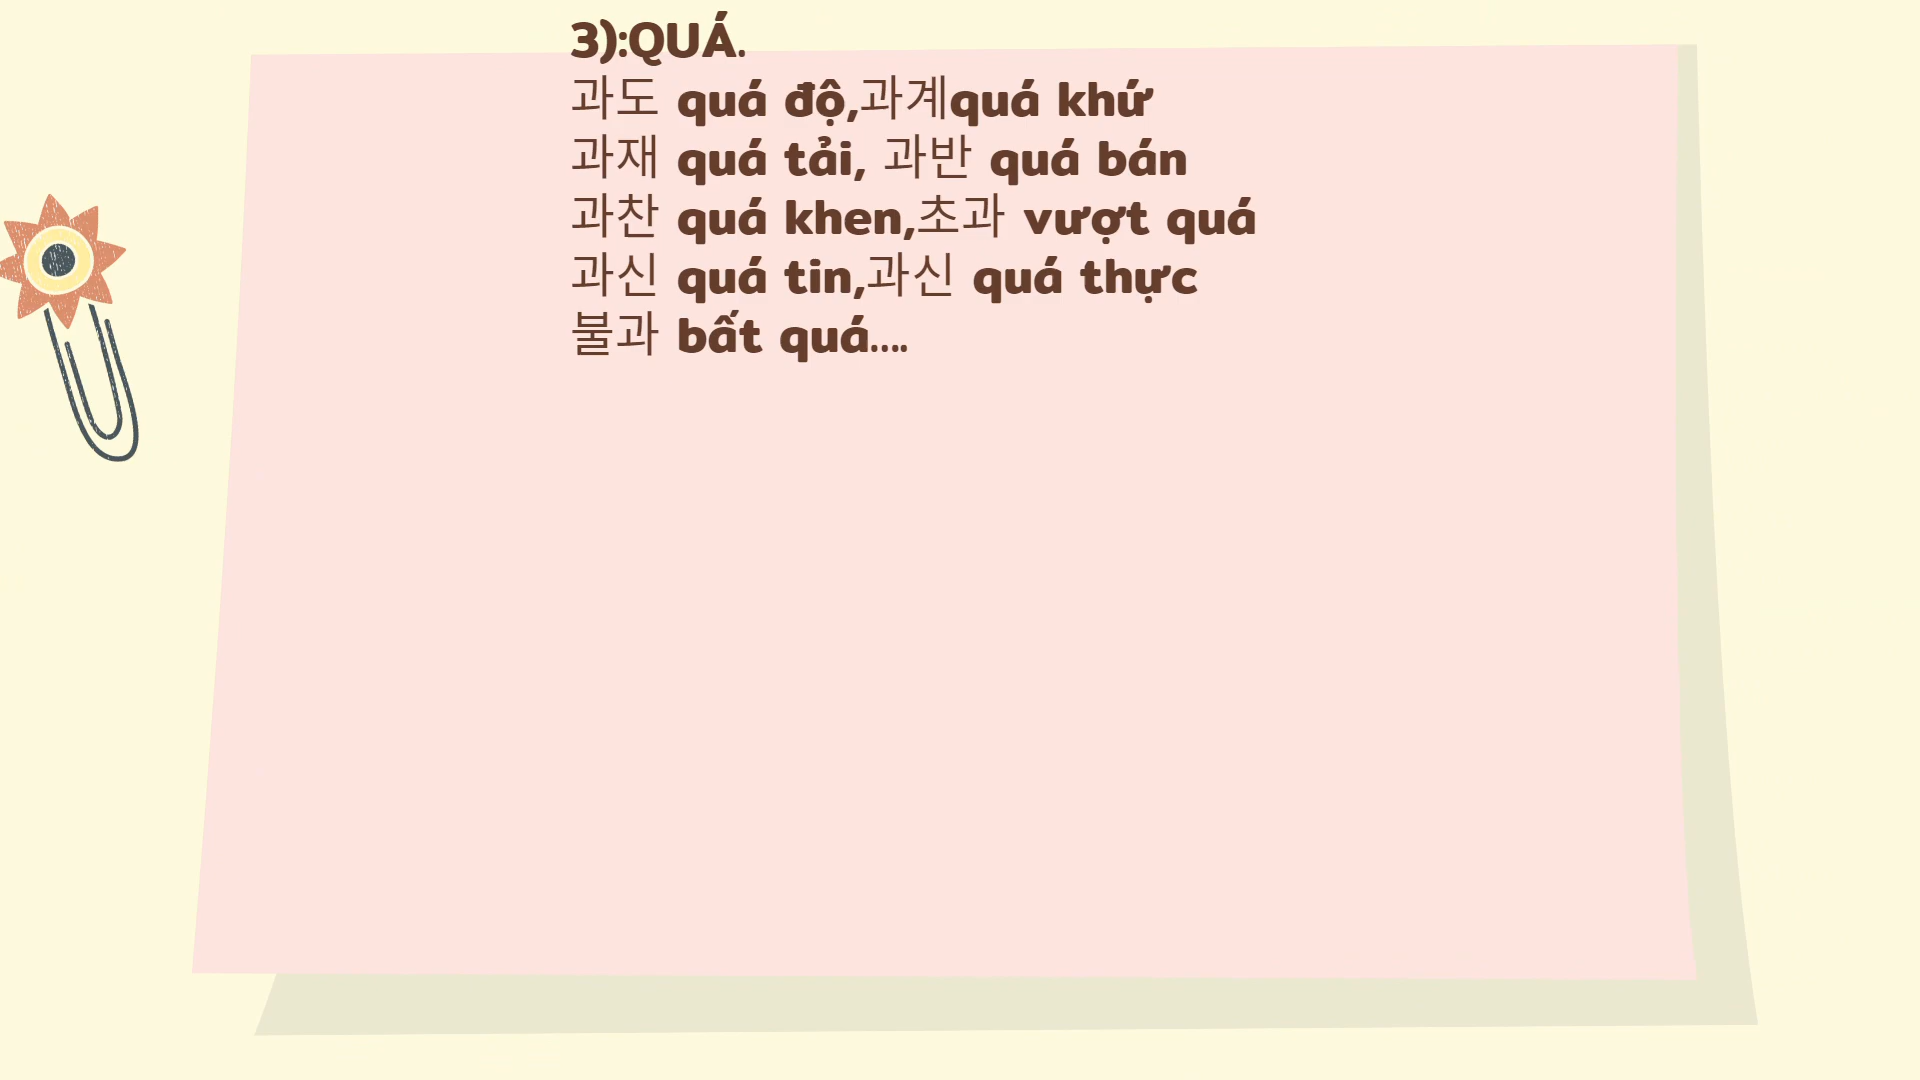 3):QUÁ.
과도 quá độ,과계quá khứ
과재 quá tải, 과반 quá bán
과찬 quá khen,초과 vượt quá
과신 quá tin,과신 quá thực
불과 bất quá....